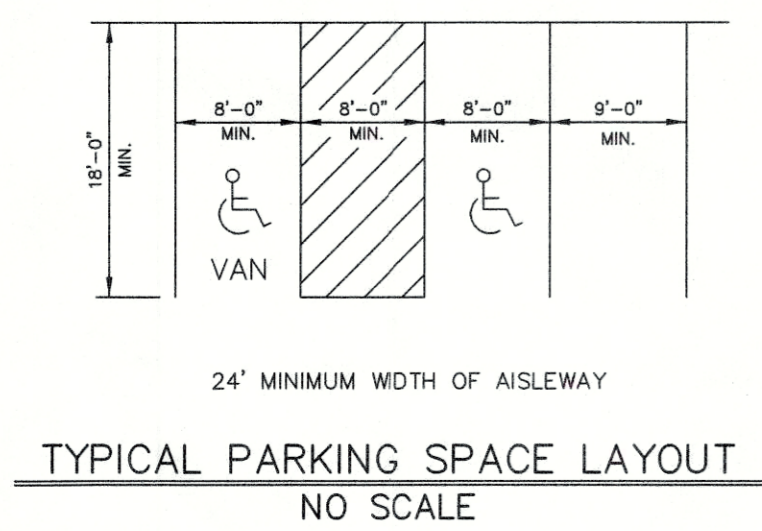 8'-0" 8'-0" 8'-0" 9'-0"
MIN. MIN. MIN. MIN.
18'-0"
MIN.
VAN
24' MINIMUM WIDTH OF AISLEWAY
TYPICAL PARKING SPACE LAYOUT
NO SCALE